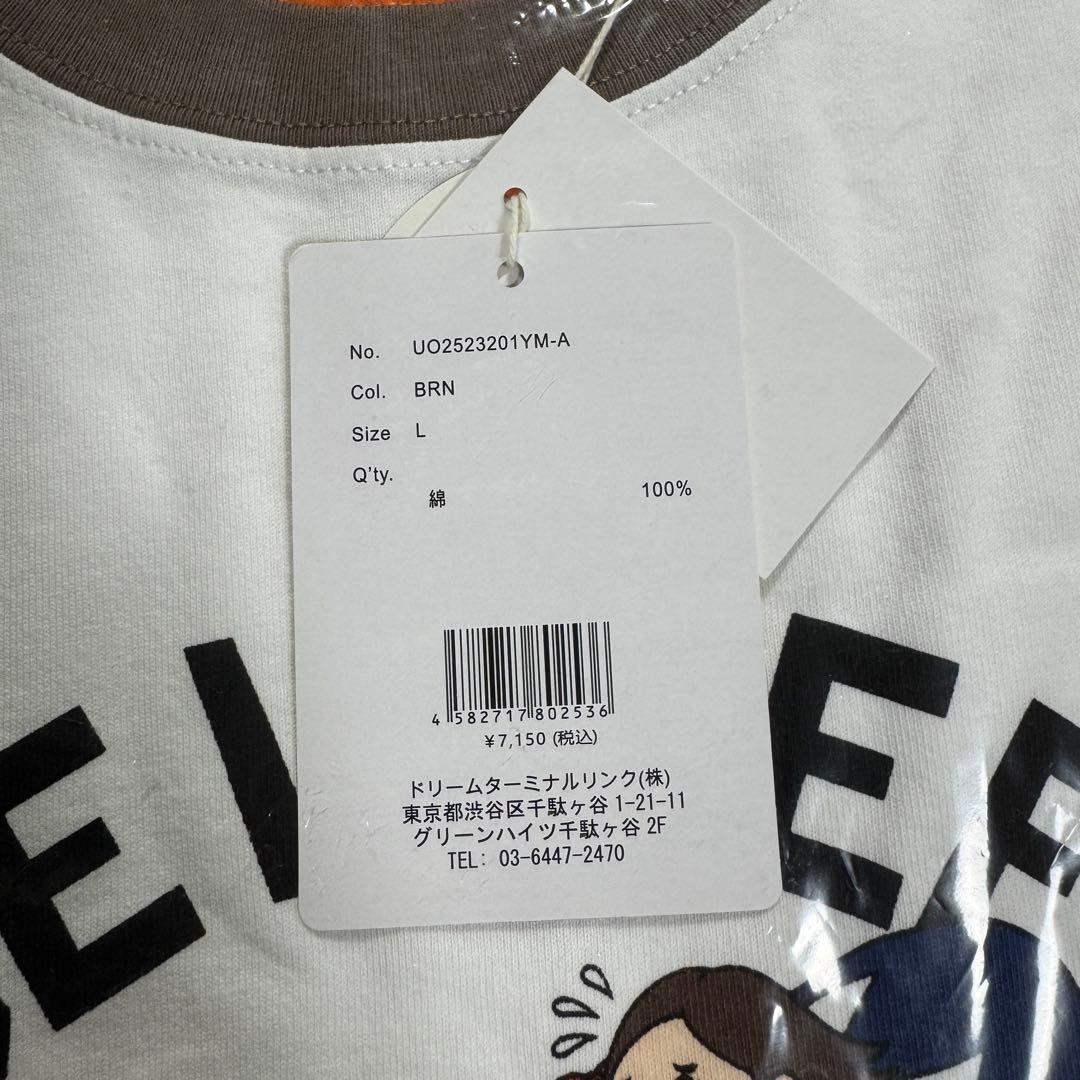 No. UO2523201YM-A
Col. BRN
Size L
Q'ty.
綿 100%
4 582717 802536
¥7,150 (税込)
ドリームターミナルリンク(株)
東京都渋谷区千駄ヶ谷 1-21-11
グリーンハイツ千駄ヶ谷 2F
TEL: 03-6447-2470